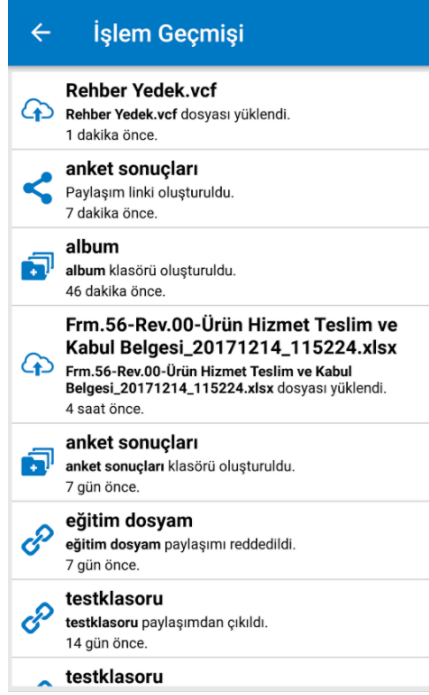 İşlem Geçmişi
Rehber Yedek.vcf
Rehber Yedek.vcf dosyası yüklendi.
1 dakika önce.
anket sonuçları
Paylaşım linki oluşturuldu.
7 dakika önce.
album
album klasörü oluşturuldu.
46 dakika önce.
Frm.56-Rev.00-Ürün Hizmet Teslim ve
Kabul Belgesi_20171214_115224.xlsx
Frm.56-Rev.00-Ürün Hizmet Teslim ve Kabul
Belgesi_20171214_115224.xlsx dosyası yüklendi.
4 saat önce.
anket sonuçları
anket sonuçları klasörü oluşturuldu.
7 gün önce.
eğitim dosyam
eğitim dosyam paylaşımı reddedildi.
7 gün önce.
testklasoru
testklasoru paylaşımdan çıkıldı.
14 gün önce.
testklasoru